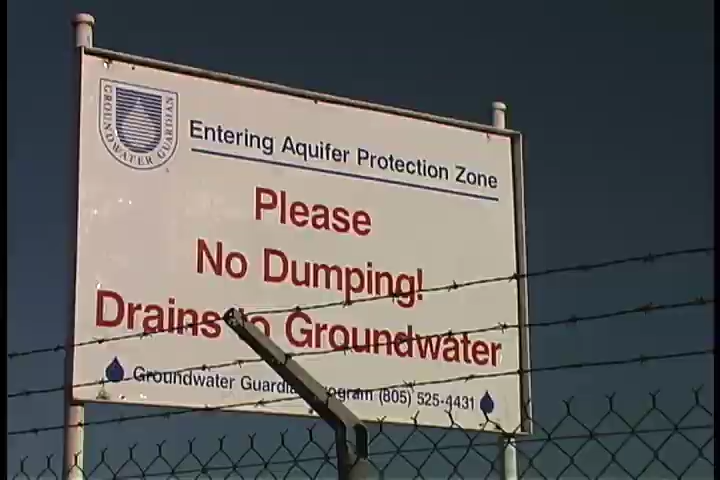 GROUNDWATER GUARDIAN
Entering Aquifer Protection Zone
Please
No Dumping!
Drains to Groundwater
Groundwater Guardian Program (805) 525-4431